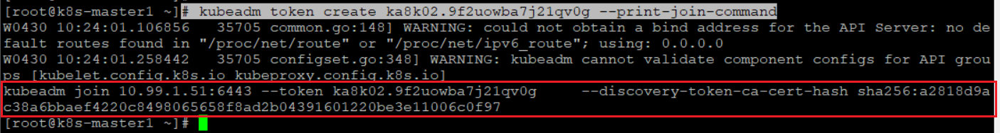 [root@k8s-master1 ~]# kubeadm token create ka8k02.9f2uowba7j21qv0g --print-join-command
W0430 10:24:01.106856   35705 common.go:148] WARNING: could not obtain a bind address for the API Server: no de
fault routes found in "/proc/net/route" or "/proc/net/ipv6_route"; using: 0.0.0.0
W0430 10:24:01.258442   35705 configset.go:348] WARNING: kubeadm cannot validate component configs for API grou
ps [kubelet.config.k8s.io kubeproxy.config.k8s.io]
kubeadm join 10.99.1.51:6443 --token ka8k02.9f2uowba7j21qv0g     --discovery-token-ca-cert-hash sha256:a2818d9a
c38a6bbaef4220c8498065658f8ad2b04391601220be3e11006c0f97
[root@k8s-master1 ~]#